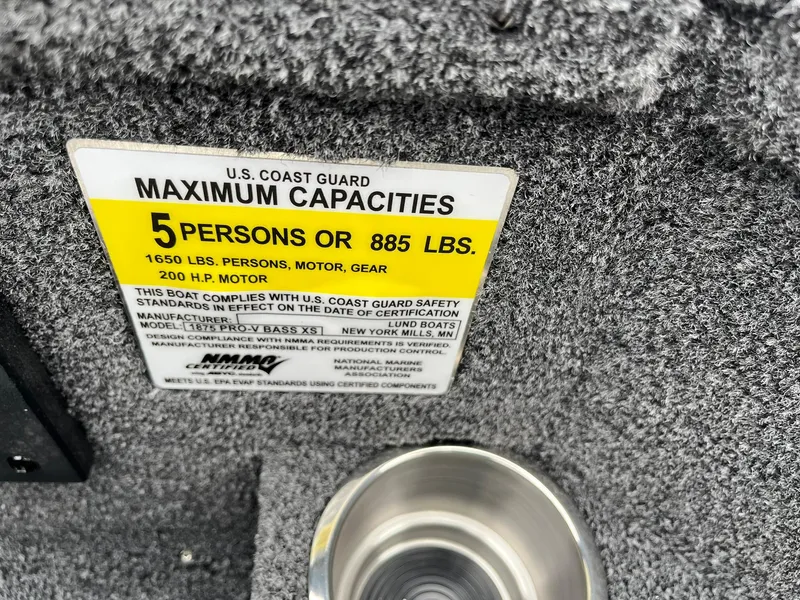 U.S. COAST GUARD
MAXIMUM CAPACITIES
5 PERSONS OR 885 LBS.
1650 LBS. PERSONS, MOTOR, GEAR
200 H.P. MOTOR
THIS BOAT COMPLIES WITH U.S. COAST GUARD SAFETY
STANDARDS IN EFFECT ON THE DATE OF CERTIFICATION
MANUFACTURER: LUND BOATS
MODEL: 1875 PRO-V BASS XS NEW YORK MILLS, MN
DESIGN COMPLIANCE WITH NMMA REQUIREMENTS IS VERIFIED.
MANUFACTURER RESPONSIBLE FOR PRODUCTION CONTROL.
NMMA
CERTIFIED
NATIONAL MARINE
MANUFACTURERS
ASSOCIATION
MEETS U.S. EPA EVAP STANDARDS USING CERTIFIED COMPONENTS